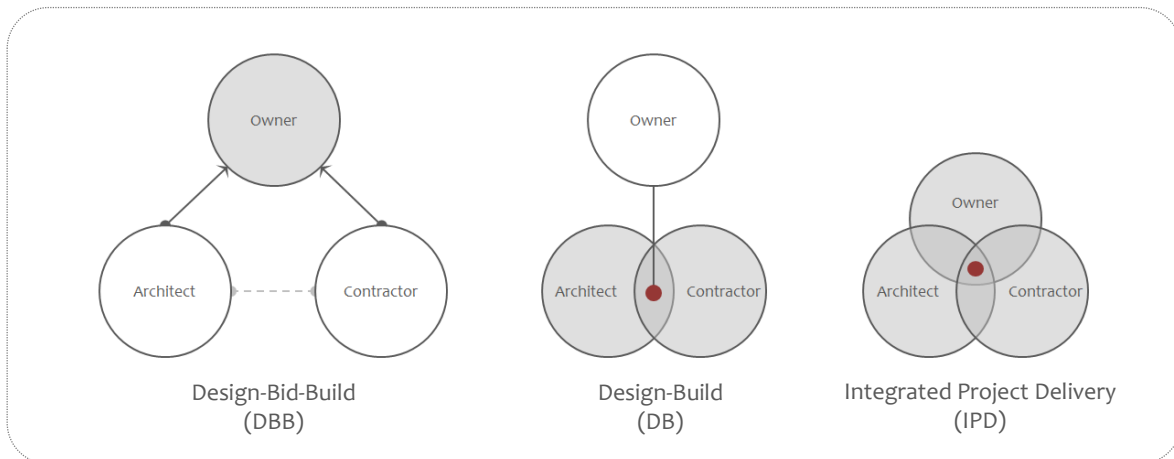 Owner
Architect
Contractor
Design-Bid-Build
(DBB)
Owner
Architect
Contractor
Design-Build
(DB)
Owner
Architect
Contractor
Integrated Project Delivery
(IPD)